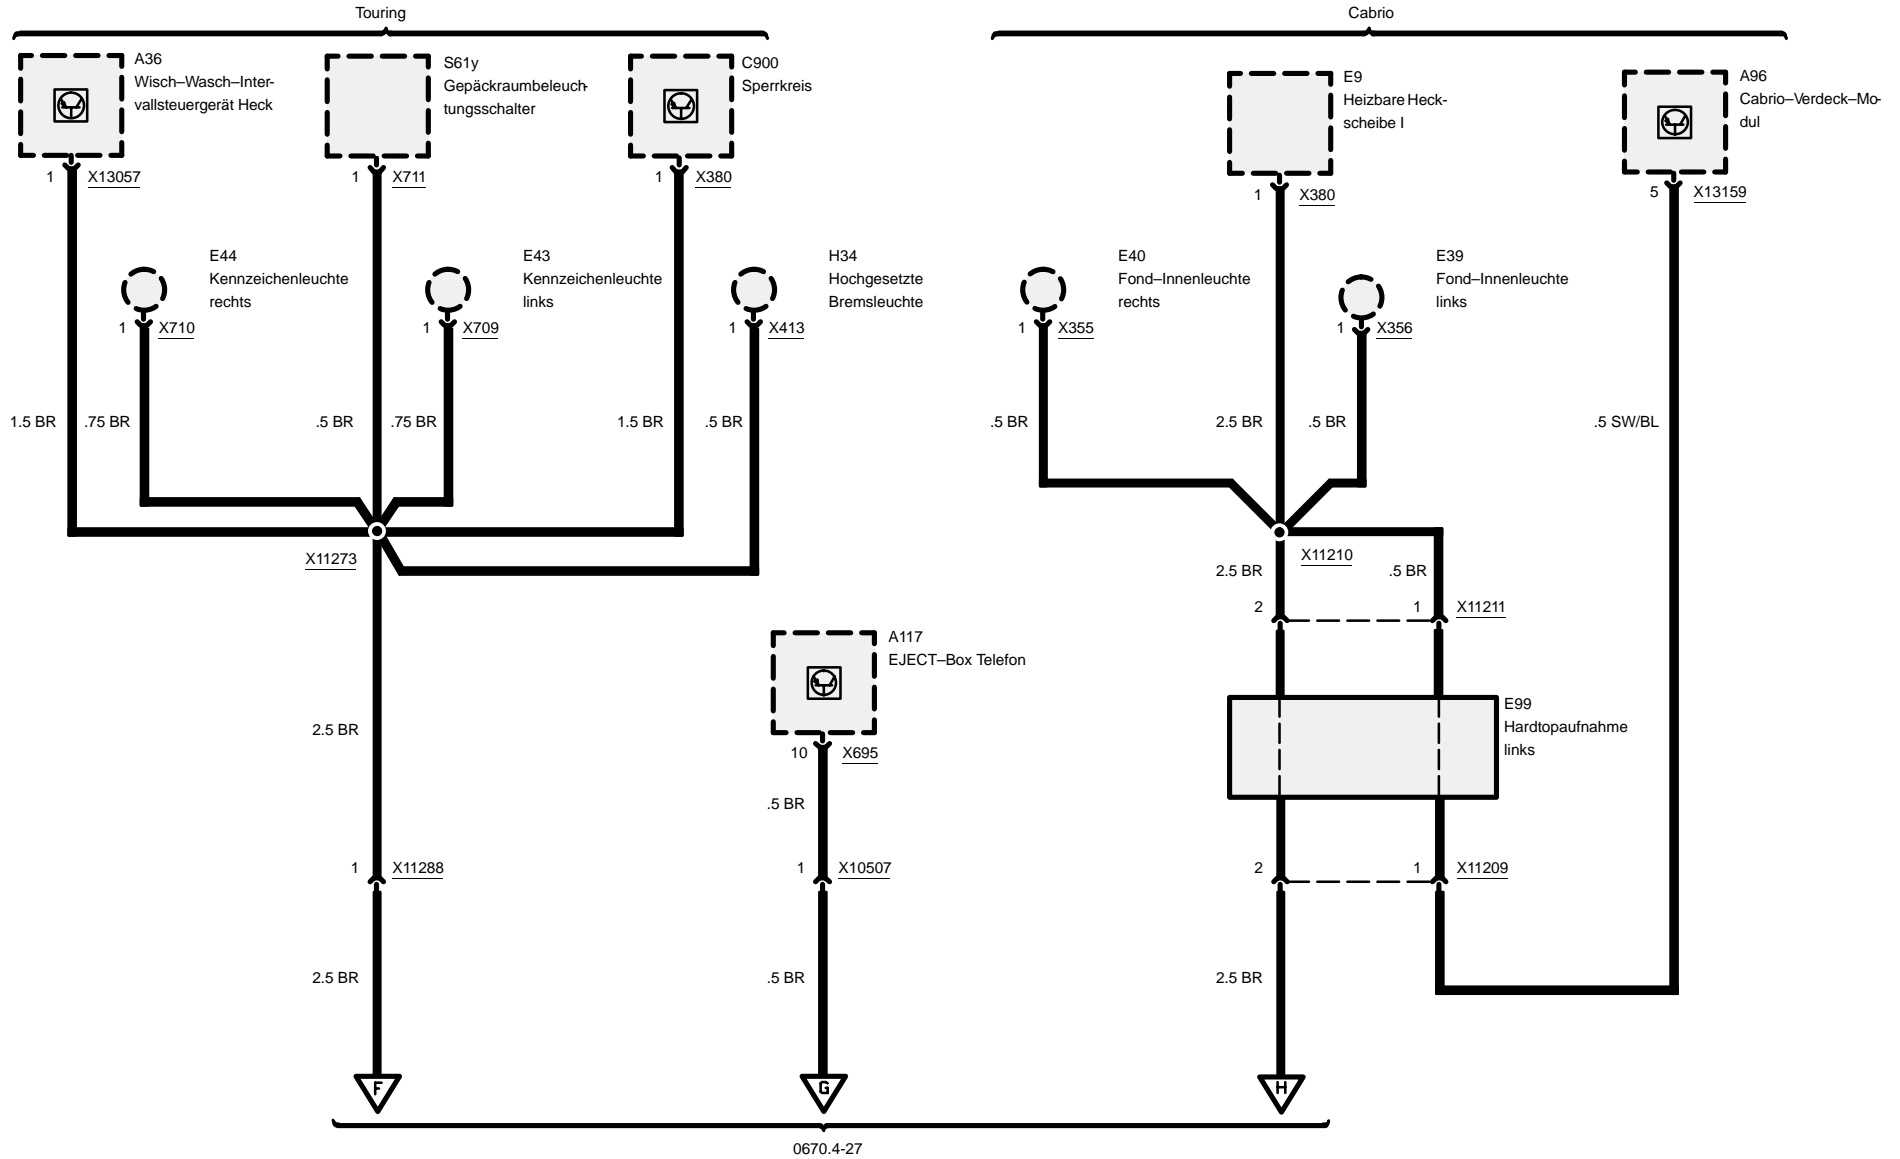 Touring
Cabrio
A36
Wisch–Wasch–Inter-
vallsteuergerät Heck
S61y
Gepäckraumbeleuch-
tungsschalter
C900
Sperrkreis
E9
Heizbare Heck-
scheibe I
A96
Cabrio–Verdeck–Mo-
dul
1 X13057
1 X711
1 X380
1 X380
5 X13159
E44
Kennzeichenleuchte
rechts
E43
Kennzeichenleuchte
links
H34
Hochgesetzte
Bremsleuchte
E40
Fond–Innenleuchte
rechts
E39
Fond–Innenleuchte
links
1 X710
1 X709
1 X413
1 X355
1 X356
1.5 BR
.75 BR
.5 BR
.75 BR
1.5 BR
.5 BR
.5 BR
2.5 BR
.5 BR
.5 SW/BL
X11273
X11210
2.5 BR
.5 BR
2
1 X11211
A117
EJECT–Box Telefon
E99
Hardtopaufnahme
links
2.5 BR
10 X695
.5 BR
1 X11288
1 X10507
2
1 X11209
2.5 BR
.5 BR
2.5 BR
F
G
H
0670.4-27